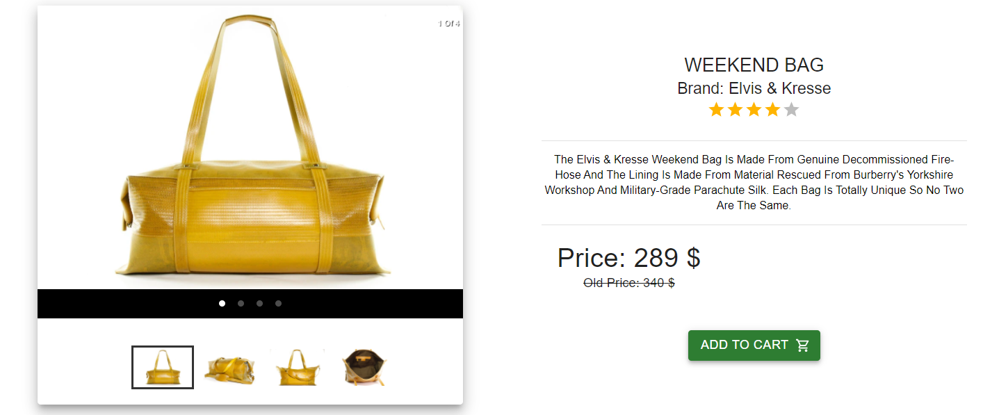 1 Of 4
WEEKEND BAG
Brand: Elvis & Kresse
The Elvis & Kresse Weekend Bag Is Made From Genuine Decommissioned Fire-
Hose And The Lining Is Made From Material Rescued From Burberry's Yorkshire
Workshop And Military-Grade Parachute Silk. Each Bag Is Totally Unique So No Two
Are The Same.
Price: 289 $
Old Price: 340 $
ADD TO CART